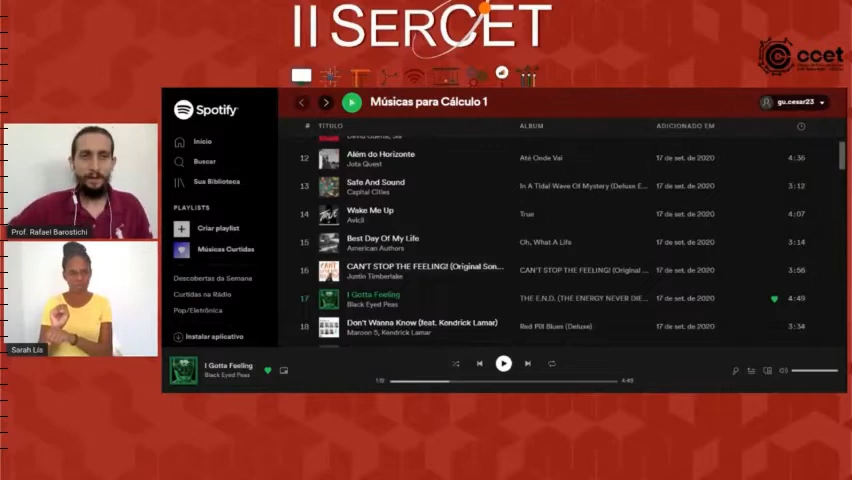 II SERCET
ccet
Spotify
Músicas para Cálculo 1
gu.cesar23
# TÍTULO ÁLBUM ADICIONADO EM
Início
Buscar
Sua Biblioteca
PLAYLISTS
Criar playlist
Músicas Curtidas
Descobertas da Semana
Curtidas na Rádio
Pop/Eletrônica
Instalar aplicativo
12 Além do Horizonte Até Onde Vai 17 de set. de 2020 4:36
Jota Quest
13 Safe And Sound In A Tidal Wave Of Mystery (Deluxe E... 17 de set. de 2020 3:12
Capital Cities
14 Wake Me Up True 17 de set. de 2020 4:07
Avicii
15 Best Day Of My Life Oh, What A Life 17 de set. de 2020 3:14
American Authors
16 CAN'T STOP THE FEELING! (Original Son... CAN'T STOP THE FEELING! (Original ... 17 de set. de 2020 3:56
Justin Timberlake
17 I Gotta Feeling THE E.N.D. (THE ENERGY NEVER DIE... 17 de set. de 2020 4:49
Black Eyed Peas
18 Don't Wanna Know (feat. Kendrick Lamar) Red Pill Blues (Deluxe) 17 de set. de 2020 3:34
Maroon 5, Kendrick Lamar
Prof. Rafael Barostichi
Sarah Lis
I Gotta Feeling
Black Eyed Peas
4:49